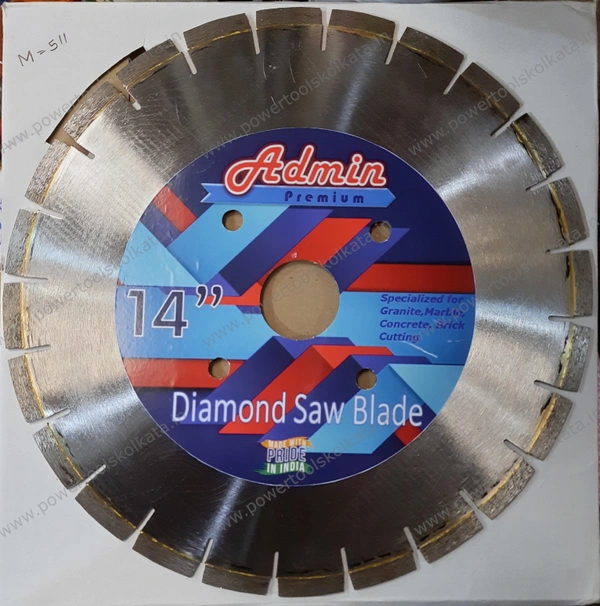 M=511
Admin
Premium
14”
Specialized for
Granite,Marble,
Concrete, Brick
Cutting
Diamond Saw Blade
MADE WITH
PRIDE
IN INDIA
www.powertoolskolkata.in